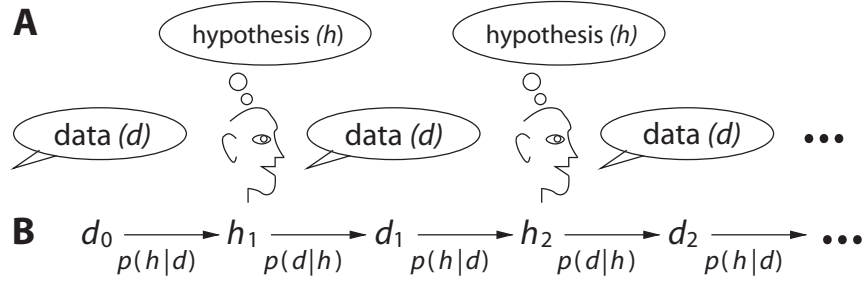 A
hypothesis (h) hypothesis (h)
data (d) data (d) data (d) •••
B d₀ h₁ d₁ h₂ d₂ •••
p(h|d) p(d|h) p(h|d) p(d|h) p(h|d)